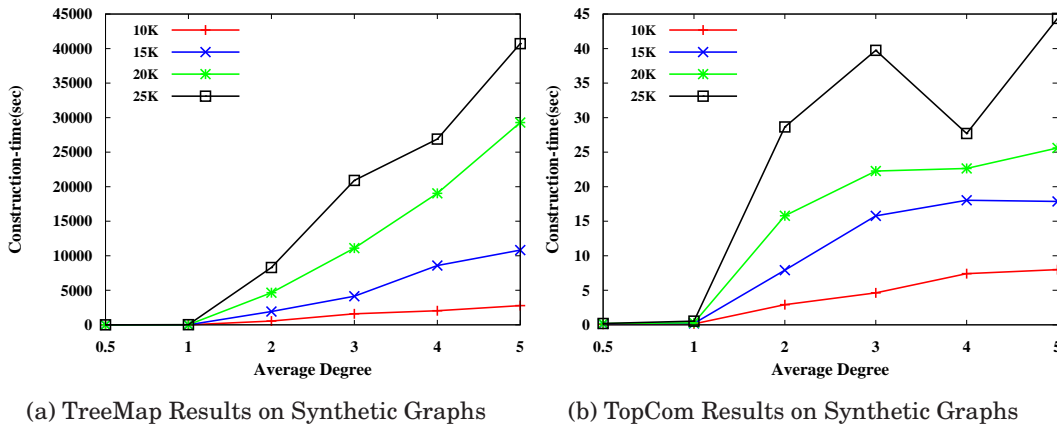 45000
40000
35000
30000
25000
20000
15000
10000
5000
0
Construction-time(sec)
10K
15K
20K
25K
0.5 1 2 3 4 5
Average Degree
(a) TreeMap Results on Synthetic Graphs
45
40
35
30
25
20
15
10
5
0
Construction-time(sec)
10K
15K
20K
25K
0.5 1 2 3 4 5
Average Degree
(b) TopCom Results on Synthetic Graphs